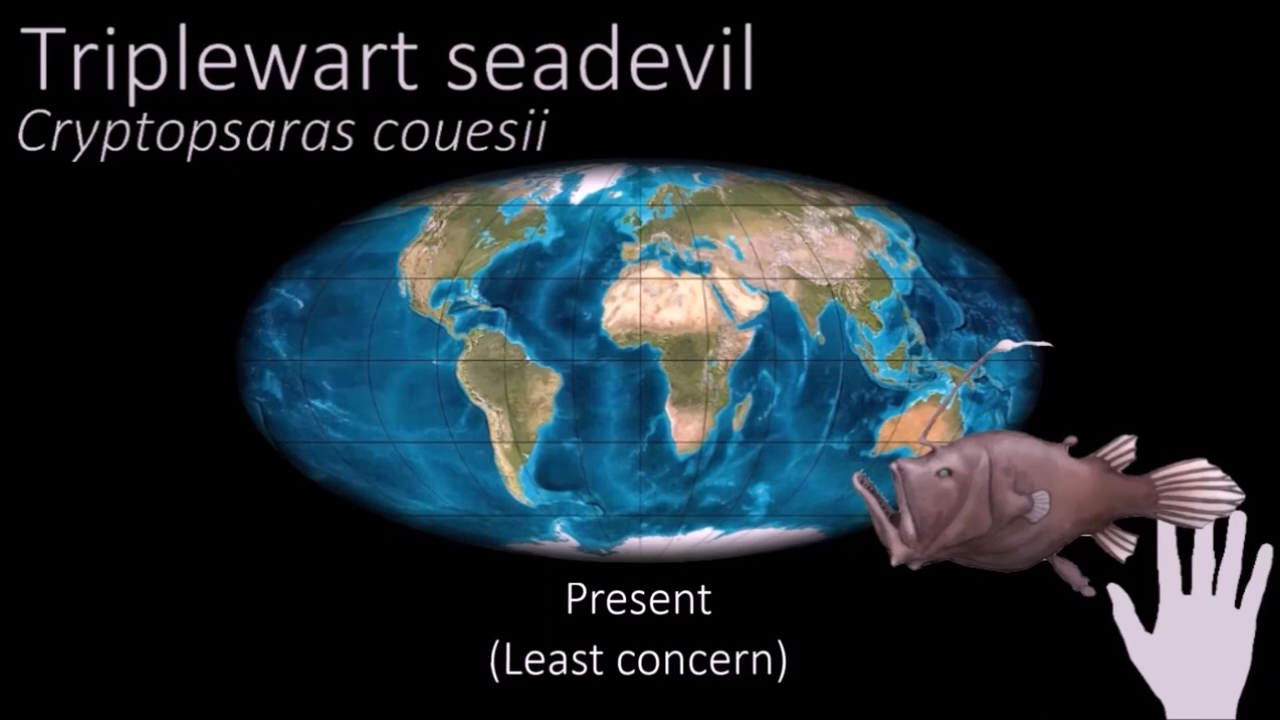 Triplewart seadevil
Cryptopsaras couesii
Present
(Least concern)